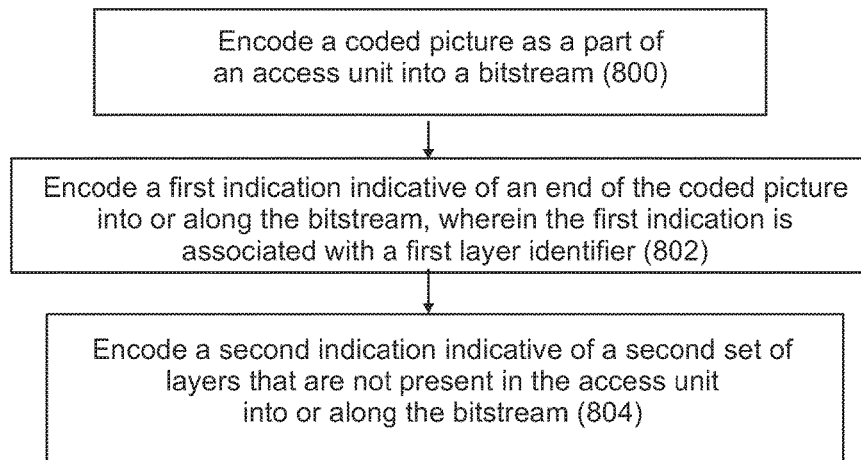 Encode a coded picture as a part of
an access unit into a bitstream (800)
Encode a first indication indicative of an end of the coded picture
into or along the bitstream, wherein the first indication is
associated with a first layer identifier (802)
Encode a second indication indicative of a second set of
layers that are not present in the access unit
into or along the bitstream (804)